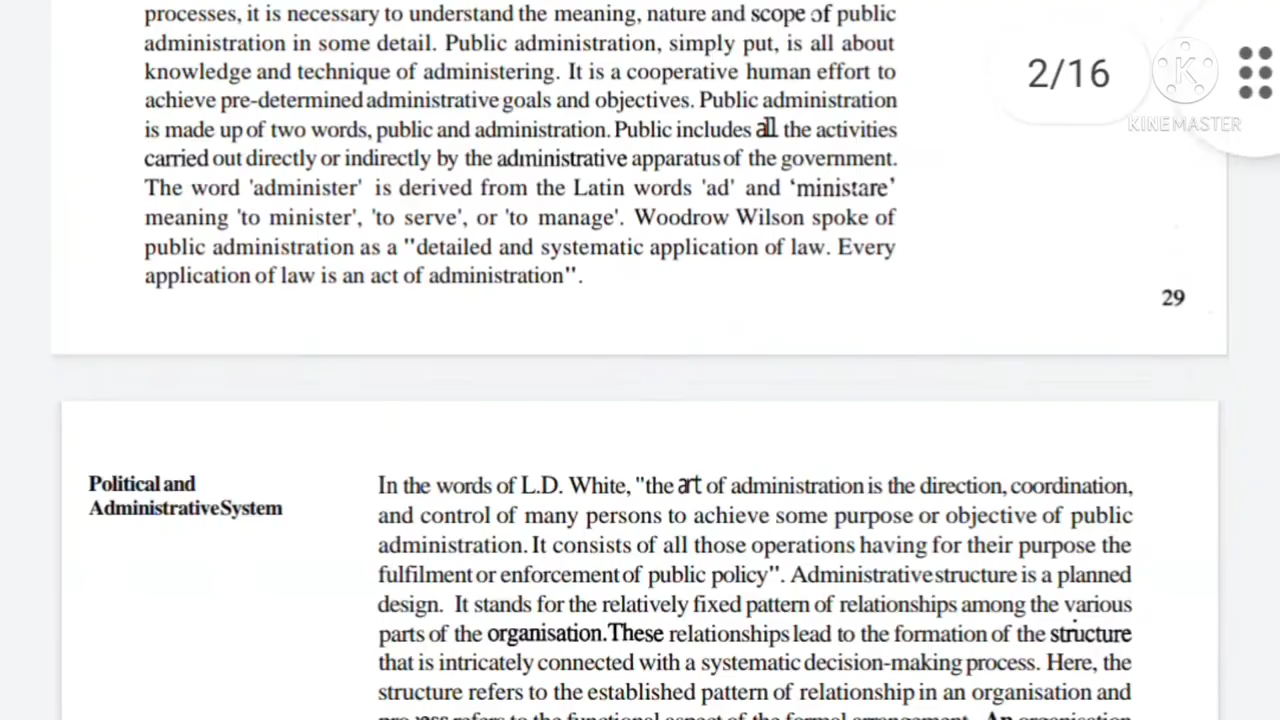 processes, it is necessary to understand the meaning, nature and scope of public
administration in some detail. Public administration, simply put, is all about
knowledge and technique of administering. It is a cooperative human effort to
achieve pre-determined administrative goals and objectives. Public administration
is made up of two words, public and administration. Public includes all the activities
carried out directly or indirectly by the administrative apparatus of the government.
The word 'administer' is derived from the Latin words 'ad' and ‘ministare’
meaning 'to minister', 'to serve', or 'to manage'. Woodrow Wilson spoke of
public administration as a "detailed and systematic application of law. Every
application of law is an act of administration".
29
2/16
K
KINEMASTER
Political and
Administrative System
In the words of L.D. White, "the art of administration is the direction, coordination,
and control of many persons to achieve some purpose or objective of public
administration. It consists of all those operations having for their purpose the
fulfilment or enforcement of public policy". Administrative structure is a planned
design. It stands for the relatively fixed pattern of relationships among the various
parts of the organisation. These relationships lead to the formation of the structure
that is intricately connected with a systematic decision-making process. Here, the
structure refers to the established pattern of relationship in an organisation and